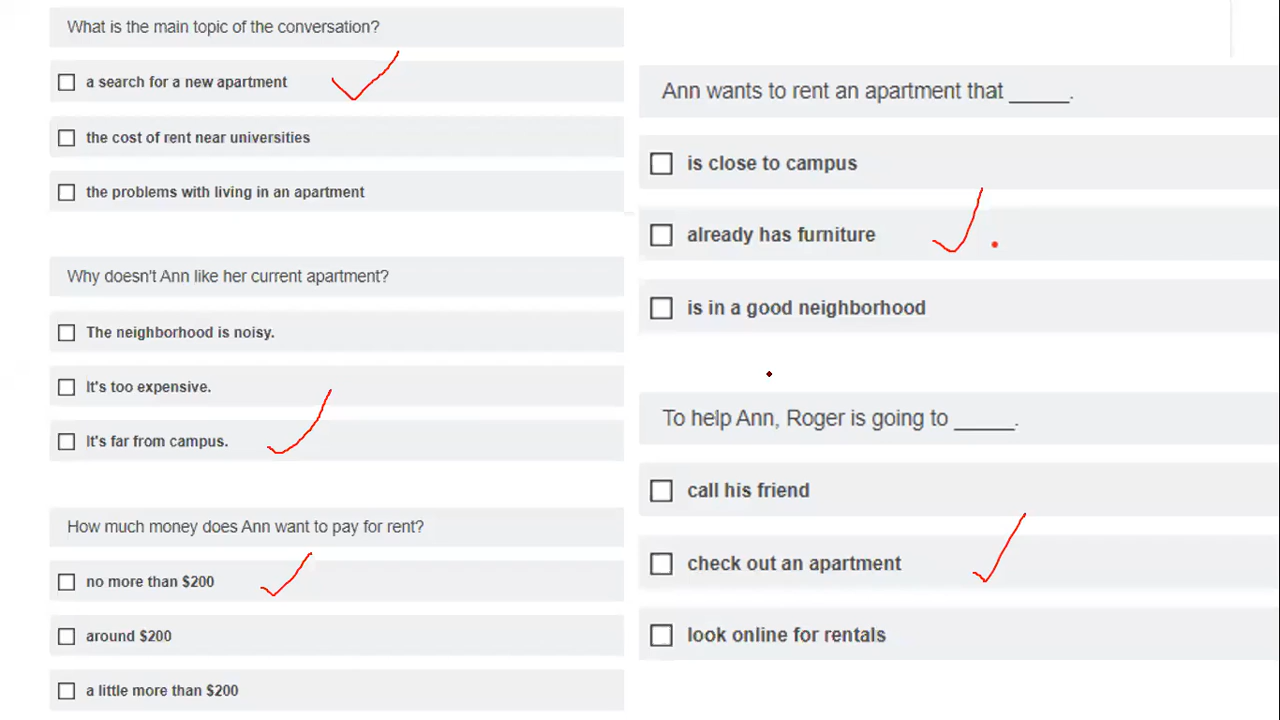 What is the main topic of the conversation?
a search for a new apartment
the cost of rent near universities
the problems with living in an apartment
Why doesn't Ann like her current apartment?
The neighborhood is noisy.
It's too expensive.
It's far from campus.
How much money does Ann want to pay for rent?
no more than $200
around $200
a little more than $200
Ann wants to rent an apartment that _____.
is close to campus
already has furniture
is in a good neighborhood
To help Ann, Roger is going to _____.
call his friend
check out an apartment
look online for rentals